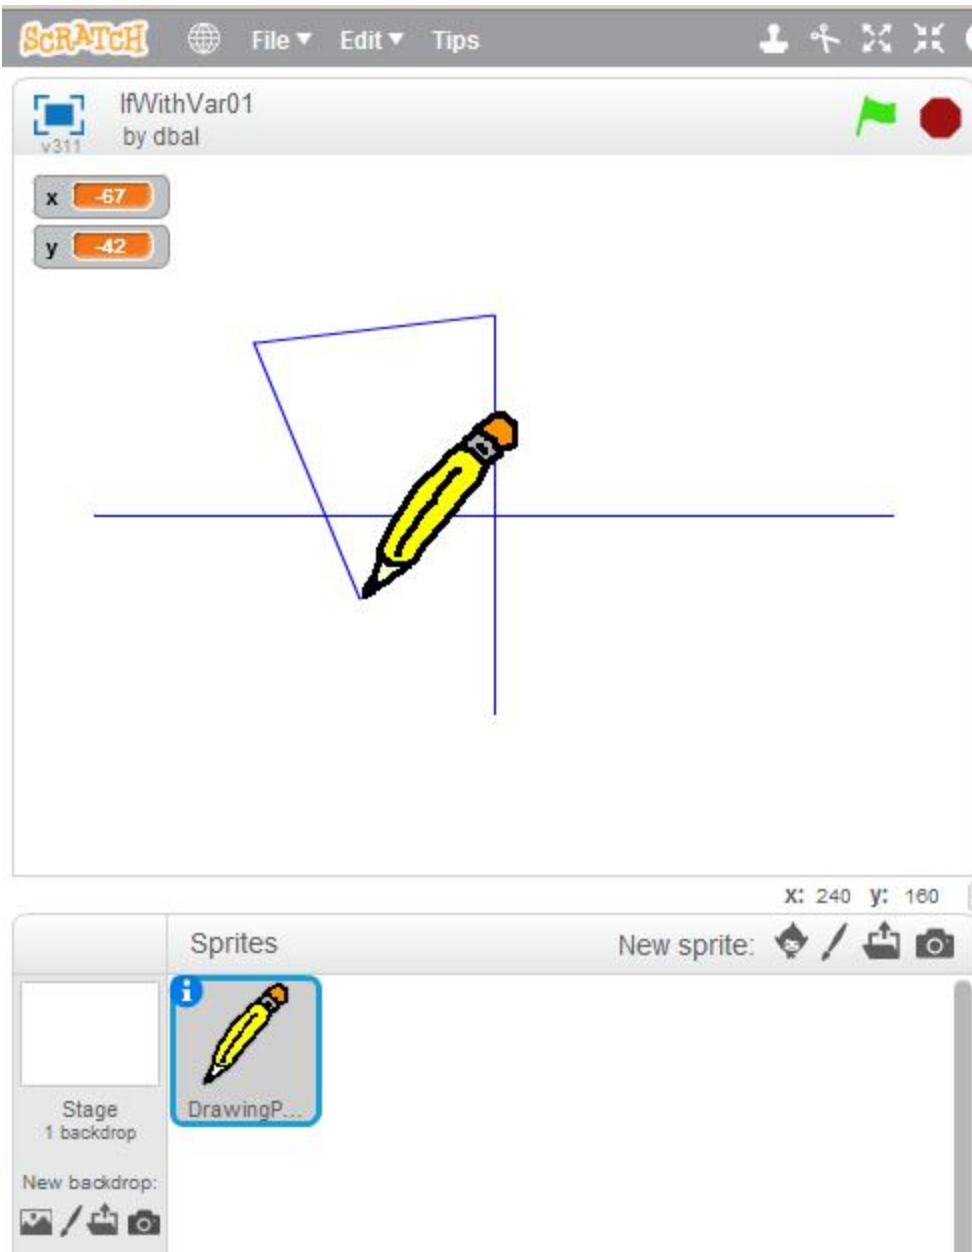 SCRATCH File Edit Tips
IfWithVar01
by dbal
v311
x -67
y -42
x: 240 y: 160
Sprites New sprite:
i
DrawingP...
Stage
1 backdrop
New backdrop: